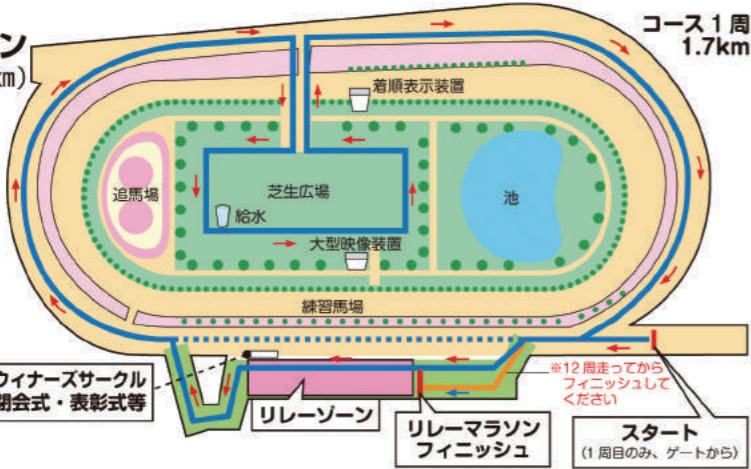 ン
km)
コース１周
1.7km
着順表示装置
追馬場
芝生広場
給水
池
大型映像装置
練習馬場
ウィナーズサークル
閉会式・表彰式等
リレーゾーン
リレーマラソン
フィニッシュ
※12周走ってから
フィニッシュして
ください
スタート
(1周目のみ、ゲートから)